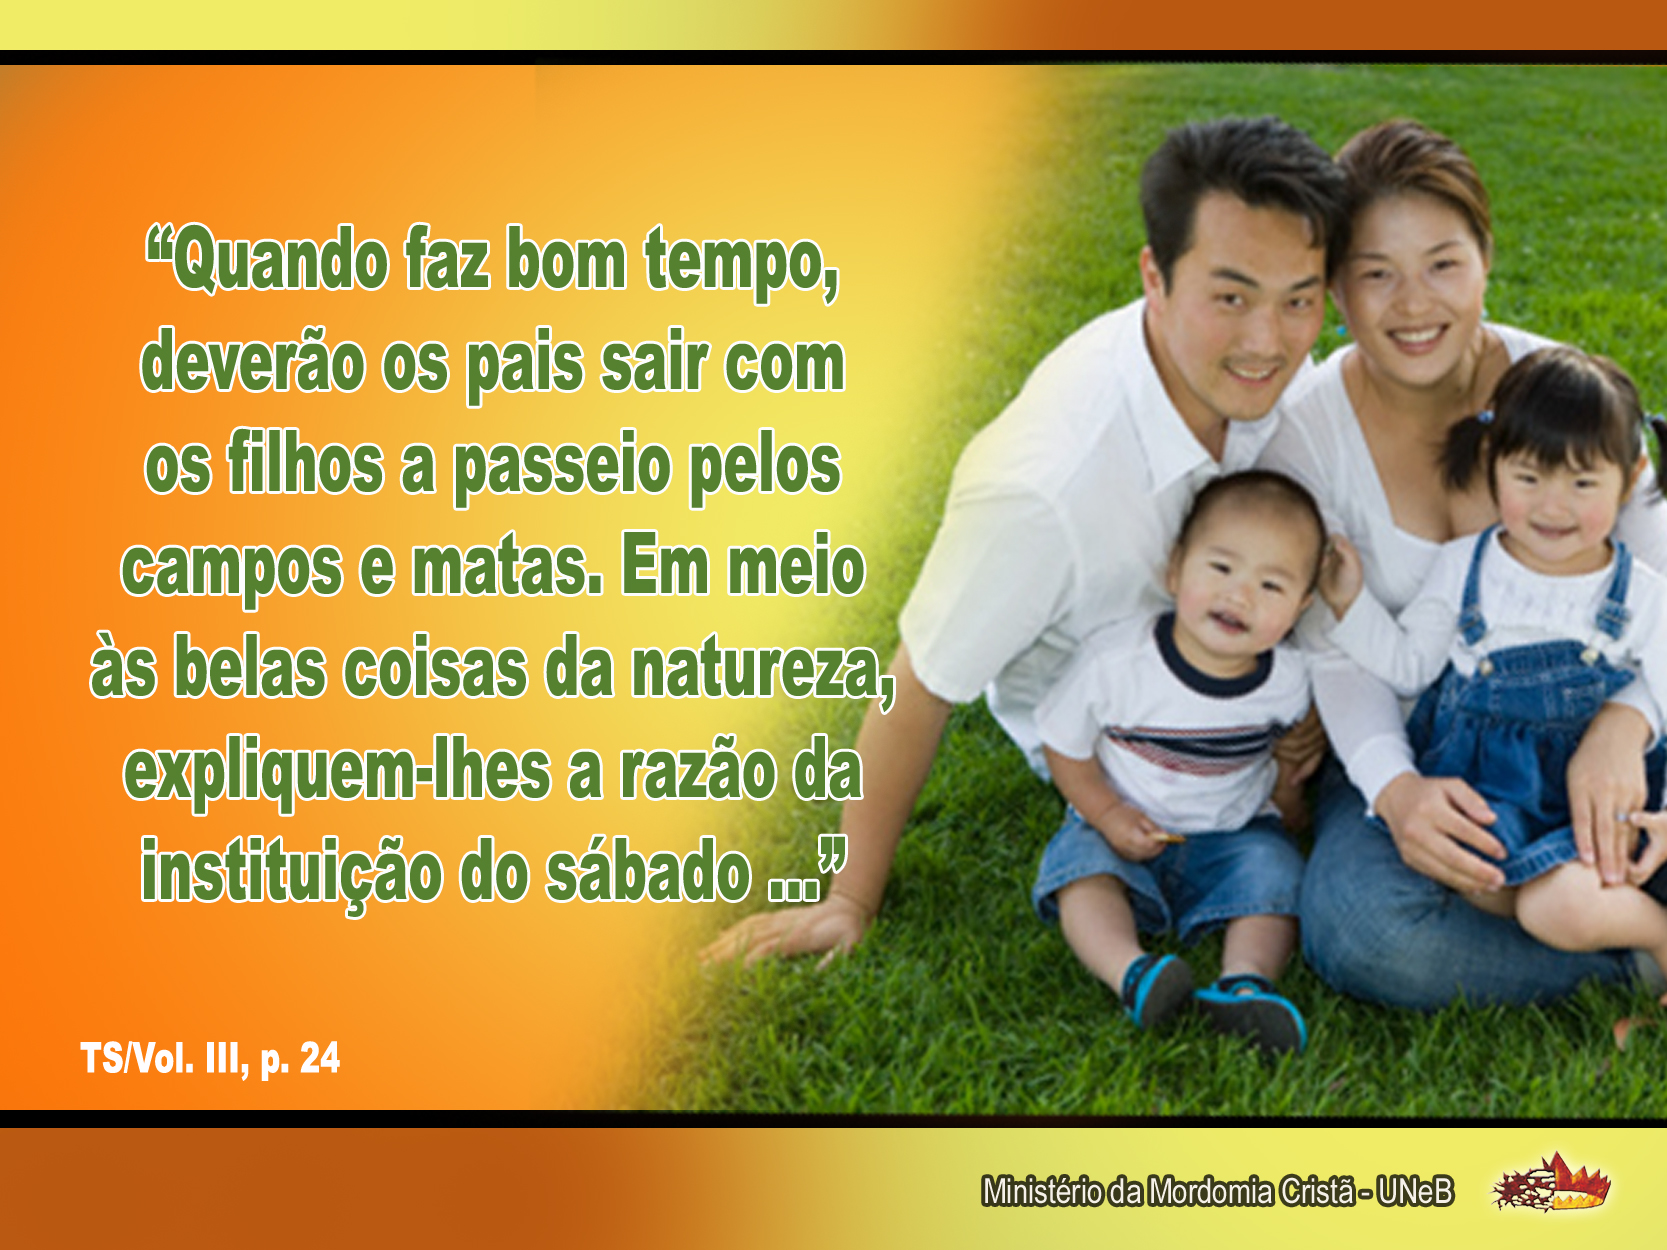 “Quando faz bom tempo,
deverão os pais sair com
os filhos a passeio pelos
campos e matas. Em meio
às belas coisas da natureza,
expliquem-lhes a razão da
instituição do sábado ...”
TS/Vol. III, p. 24
Ministério da Mordomia Cristã - UNeB